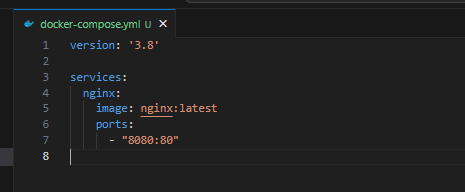 docker-compose.yml U
1 version: '3.8'
2
3 services:
4   nginx:
5     image: nginx:latest
6     ports:
7       - "8080:80"
8